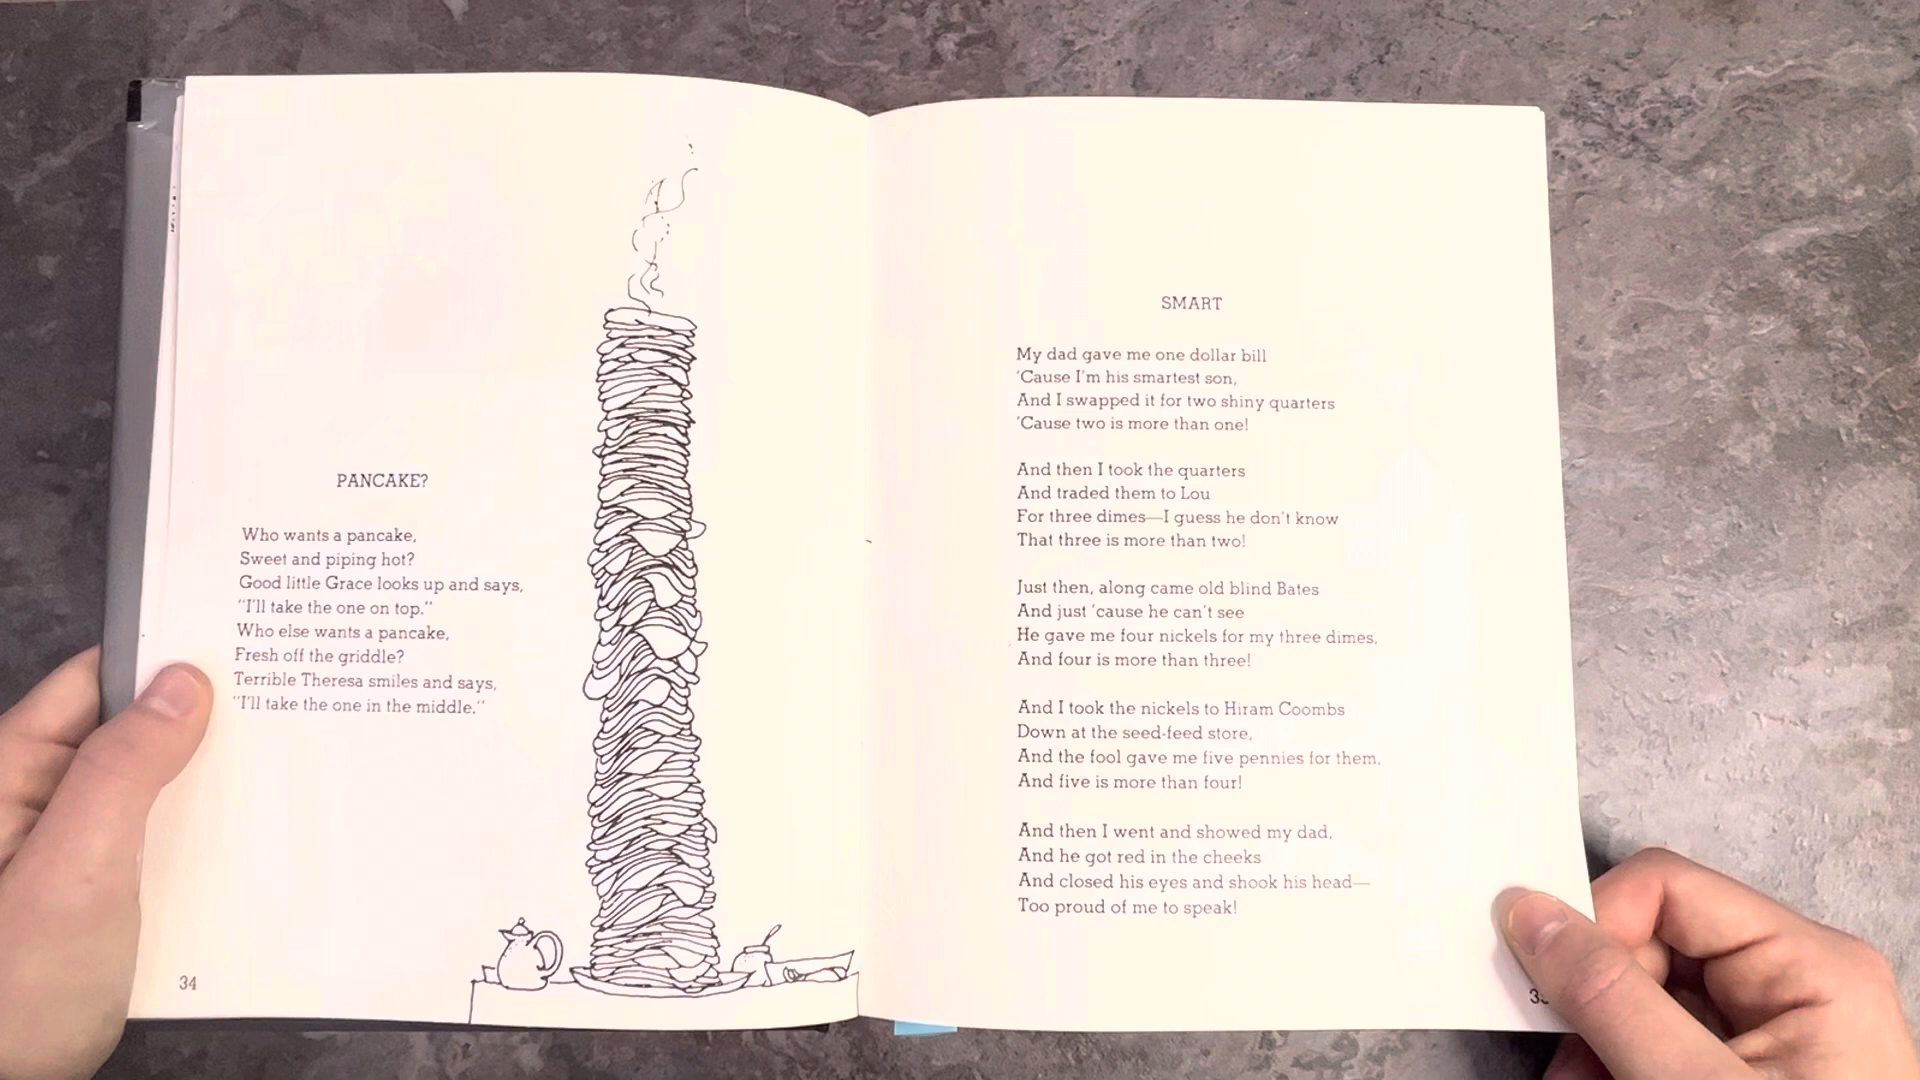 PANCAKE?
Who wants a pancake,
Sweet and piping hot?
Good little Grace looks up and says,
“I’ll take the one on top.”
Who else wants a pancake,
Fresh off the griddle?
Terrible Theresa smiles and says,
“I’ll take the one in the middle.”
34
SMART
My dad gave me one dollar bill
‘Cause I’m his smartest son,
And I swapped it for two shiny quarters
‘Cause two is more than one!
And then I took the quarters
And traded them to Lou
For three dimes—I guess he don’t know
That three is more than two!
Just then, along came old blind Bates
And just ‘cause he can’t see
He gave me four nickels for my three dimes,
And four is more than three!
And I took the nickels to Hiram Coombs
Down at the seed-feed store,
And the fool gave me five pennies for them,
And five is more than four!
And then I went and showed my dad,
And he got red in the cheeks
And closed his eyes and shook his head—
Too proud of me to speak!